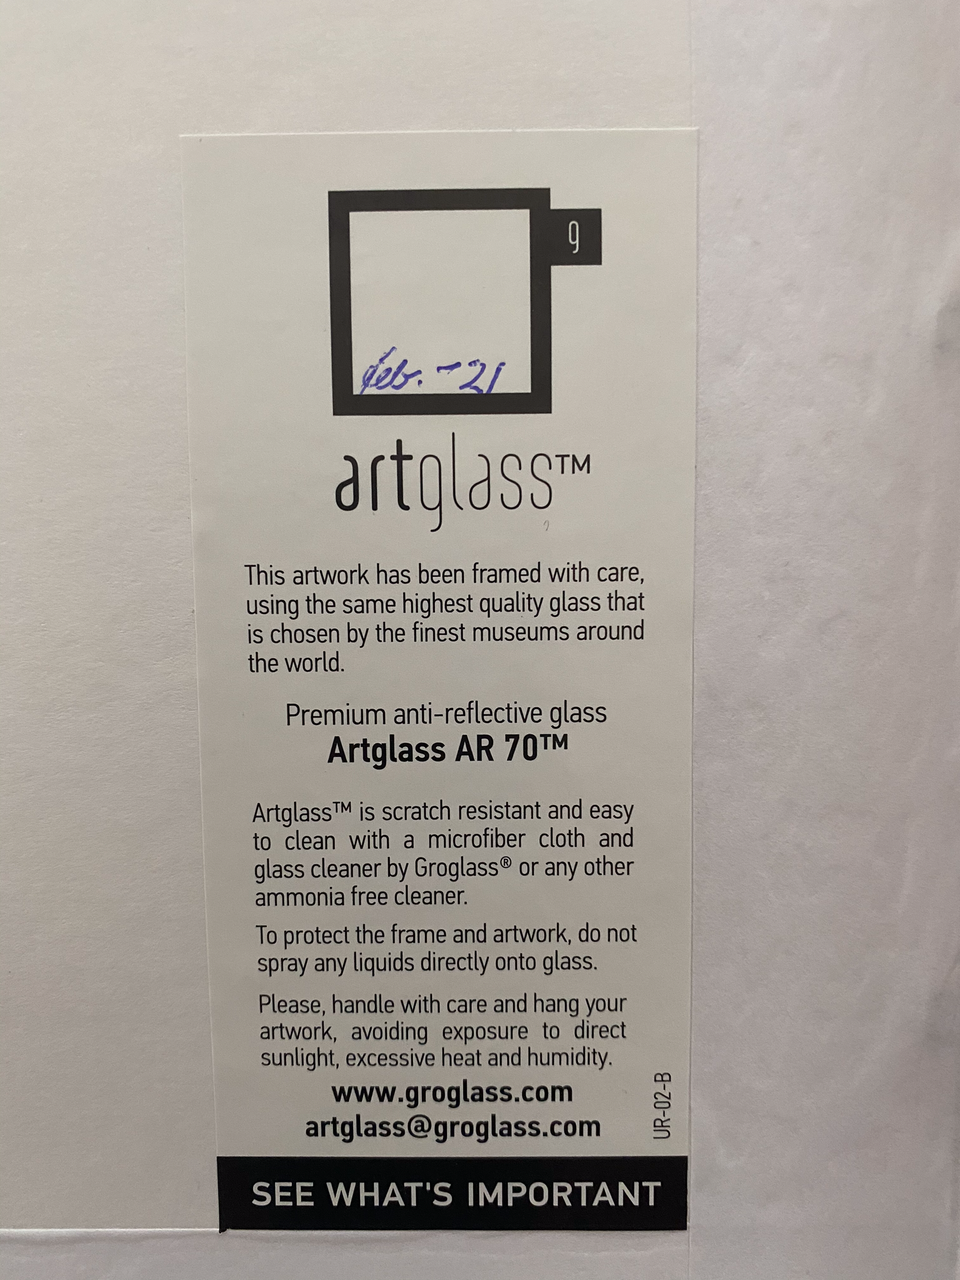 g
feb. - 21
artglass™
This artwork has been framed with care,
using the same highest quality glass that
is chosen by the finest museums around
the world.
Premium anti-reflective glass
Artglass AR 70™
Artglass™ is scratch resistant and easy
to clean with a microfiber cloth and
glass cleaner by Groglass® or any other
ammonia free cleaner.
To protect the frame and artwork, do not
spray any liquids directly onto glass.
Please, handle with care and hang your
artwork, avoiding exposure to direct
sunlight, excessive heat and humidity.
www.groglass.com
artglass@groglass.com
UR-02-B
SEE WHAT'S IMPORTANT